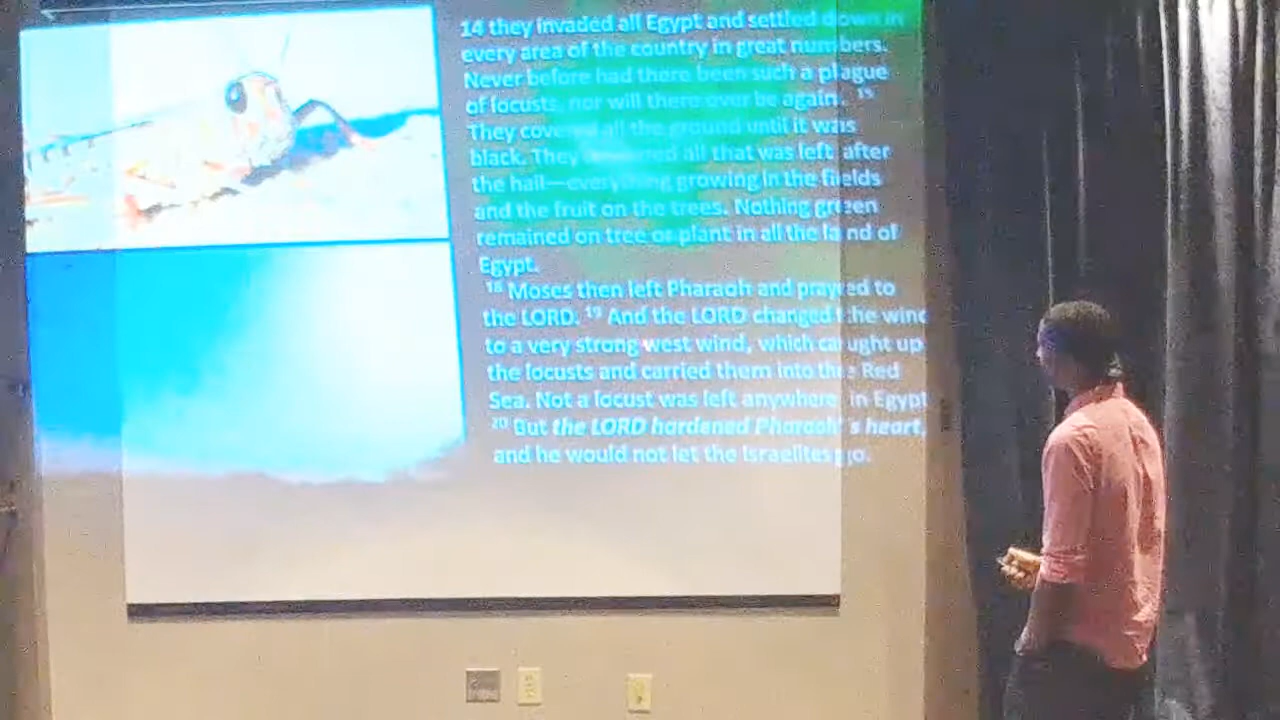 14 they invaded all Egypt and settled down in
every area of the country in great numbers.
Never before had there been such a plague
of locusts, nor will there ever be again. 15
They covered all the ground until it was
black. They all that was left after
the hail—everything growing in the fields
and the fruit on the trees. Nothing green
remained on tree or plant in all the land of
Egypt.
18 Moses then left Pharaoh and prayed to
the LORD. 19 And the LORD changed the wind
to a very strong west wind, which caught up
the locusts and carried them into the Red
Sea. Not a locust was left anywhere in Egypt
20 But the LORD hardened Pharaoh's heart,
and he would not let the Israelites go.